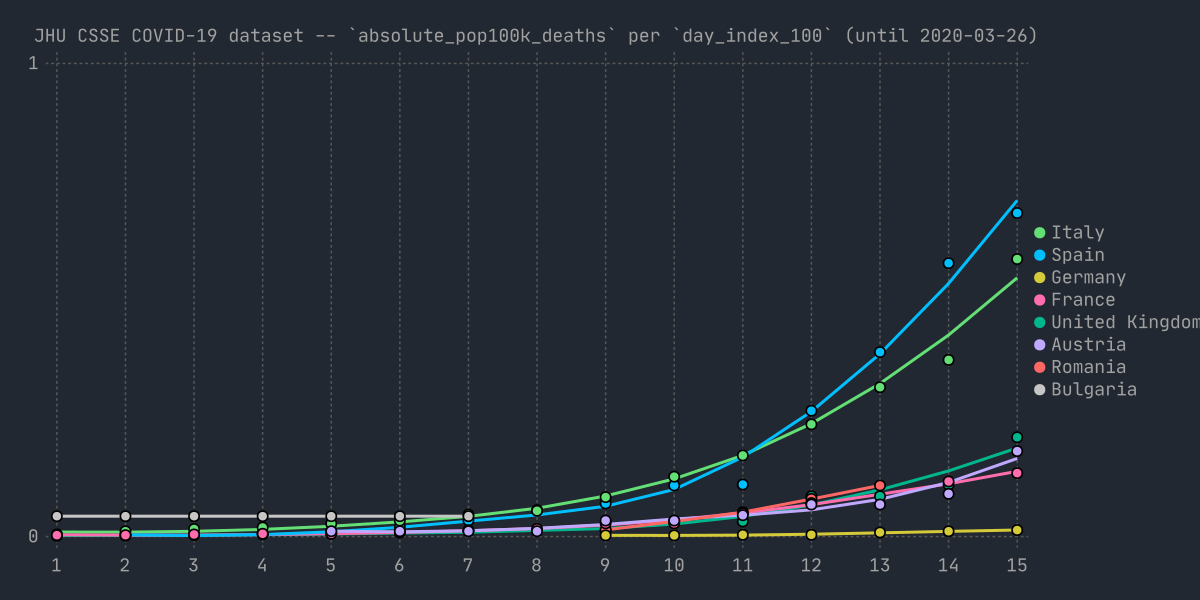 JHU CSSE COVID-19 dataset -- `absolute_pop100k_deaths` per `day_index_100` (until 2020-03-26)
1
Italy
Spain
Germany
France
United Kingdom
Austria
Romania
Bulgaria
0
1 2 3 4 5 6 7 8 9 10 11 12 13 14 15